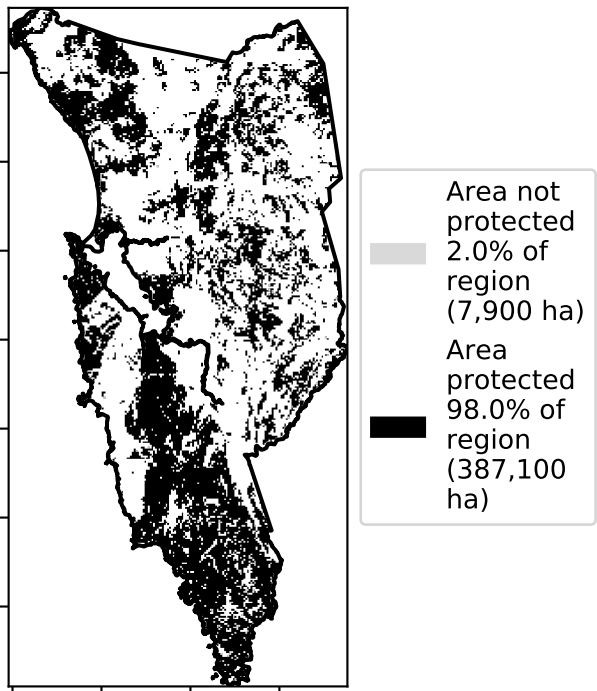 Area not
protected
2.0% of
region
(7,900 ha)
Area
protected
98.0% of
region
(387,100
ha)